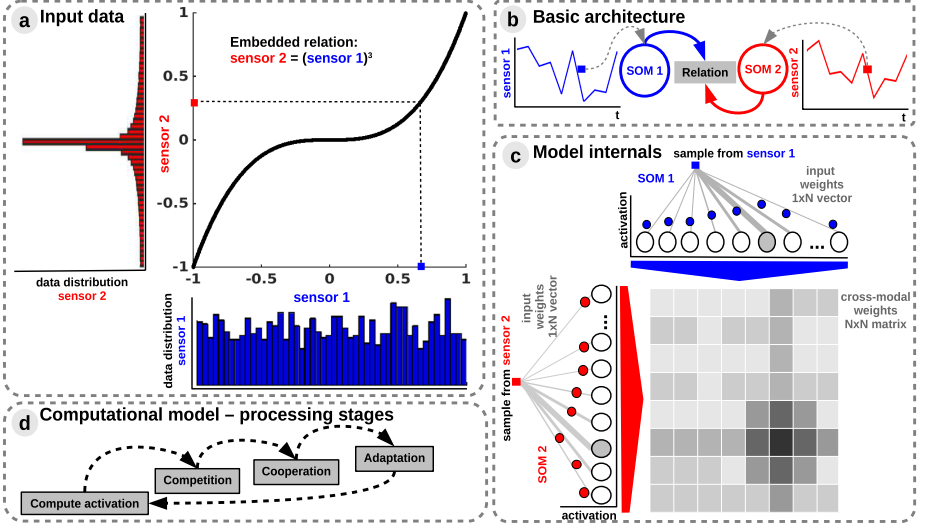 a Input data
1
0.5
0
-0.5
-1
-1 -0.5 0 0.5 1
Embedded relation:
sensor 2 = (sensor 1)³
sensor 2
sensor 1
data distribution
sensor 2
data distribution
sensor 1
b Basic architecture
sensor 1
t
SOM 1
Relation
SOM 2
sensor 2
t
c Model internals
sample from sensor 1
SOM 1
input
weights
1xN vector
activation
...
input
weights
1xN vector
sample from sensor 2
SOM 2
...
activation
cross-modal
weights
NxN matrix
d Computational model – processing stages
Compute activation
Competition
Cooperation
Adaptation